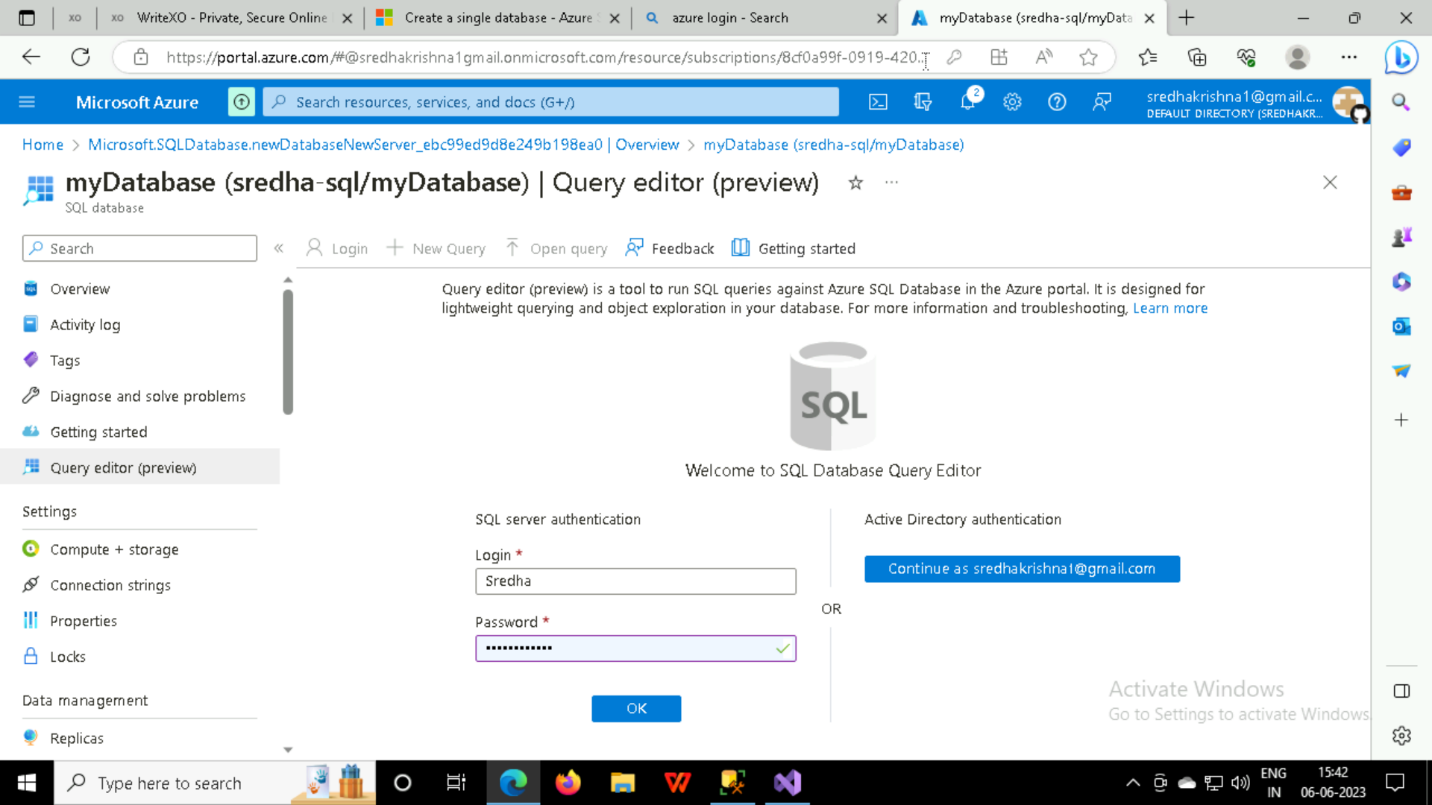 XO
XO WriteXO - Private, Secure Online
Create a single database - Azure
azure login - Search
myDatabase (sredha-sql/myData
https://portal.azure.com/#@sredhakrishna1gmail.onmicrosoft.com/resource/subscriptions/8cf0a99f-0919-420...
Microsoft Azure
Search resources, services, and docs (G+/)
2
sredhakrishna1@gmail.c...
DEFAULT DIRECTORY (SREDHAKR...
Home > Microsoft.SQLDatabase.newDatabaseNewServer_ebc99ed9d8e249b198ea0 | Overview > myDatabase (sredha-sql/myDatabase)
myDatabase (sredha-sql/myDatabase) | Query editor (preview)
SQL database
Search
Login
New Query
Open query
Feedback
Getting started
Overview
Activity log
Tags
Diagnose and solve problems
Getting started
Query editor (preview)
Settings
Compute + storage
Connection strings
Properties
Locks
Data management
Replicas
Query editor (preview) is a tool to run SQL queries against Azure SQL Database in the Azure portal. It is designed for
lightweight querying and object exploration in your database. For more information and troubleshooting, Learn more
SQL
Welcome to SQL Database Query Editor
SQL server authentication
Login *
Sredha
Password *
••••••••••••
OK
OR
Active Directory authentication
Continue as sredhakrishna1@gmail.com
Activate Windows
Go to Settings to activate Windows.
Type here to search
ENG
IN
15:42
06-06-2023